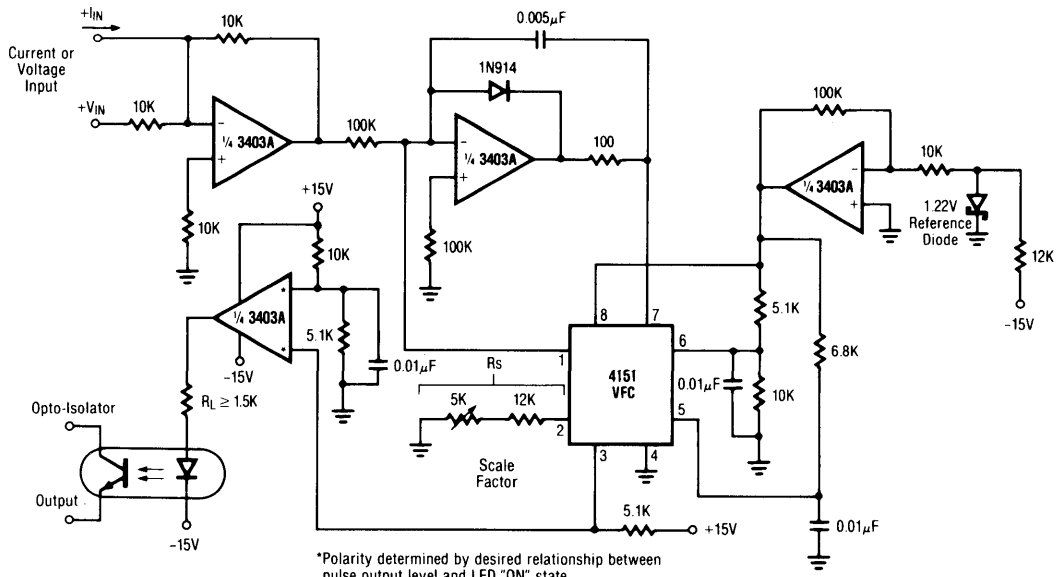 +I_IN
Current or
Voltage
Input
+V_IN
10K
10K
1/4 3403A
10K
100K
0.005μF
1N914
1/4 3403A
100
100K
100K
1/4 3403A
10K
1.22V
Reference
Diode
12K
-15V
+15V
10K
1/4 3403A
*
*
5.1K
0.01μF
-15V
R_L ≥ 1.5K
Opto-Isolator
Output
-15V
Rs
5K
12K
Scale
Factor
8
7
1
6
4151
VFC
2
5
3
4
0.01μF
5.1K
10K
6.8K
0.01μF
5.1K
+15V
*Polarity determined by desired relationship between
pulse output level and LED "ON" state